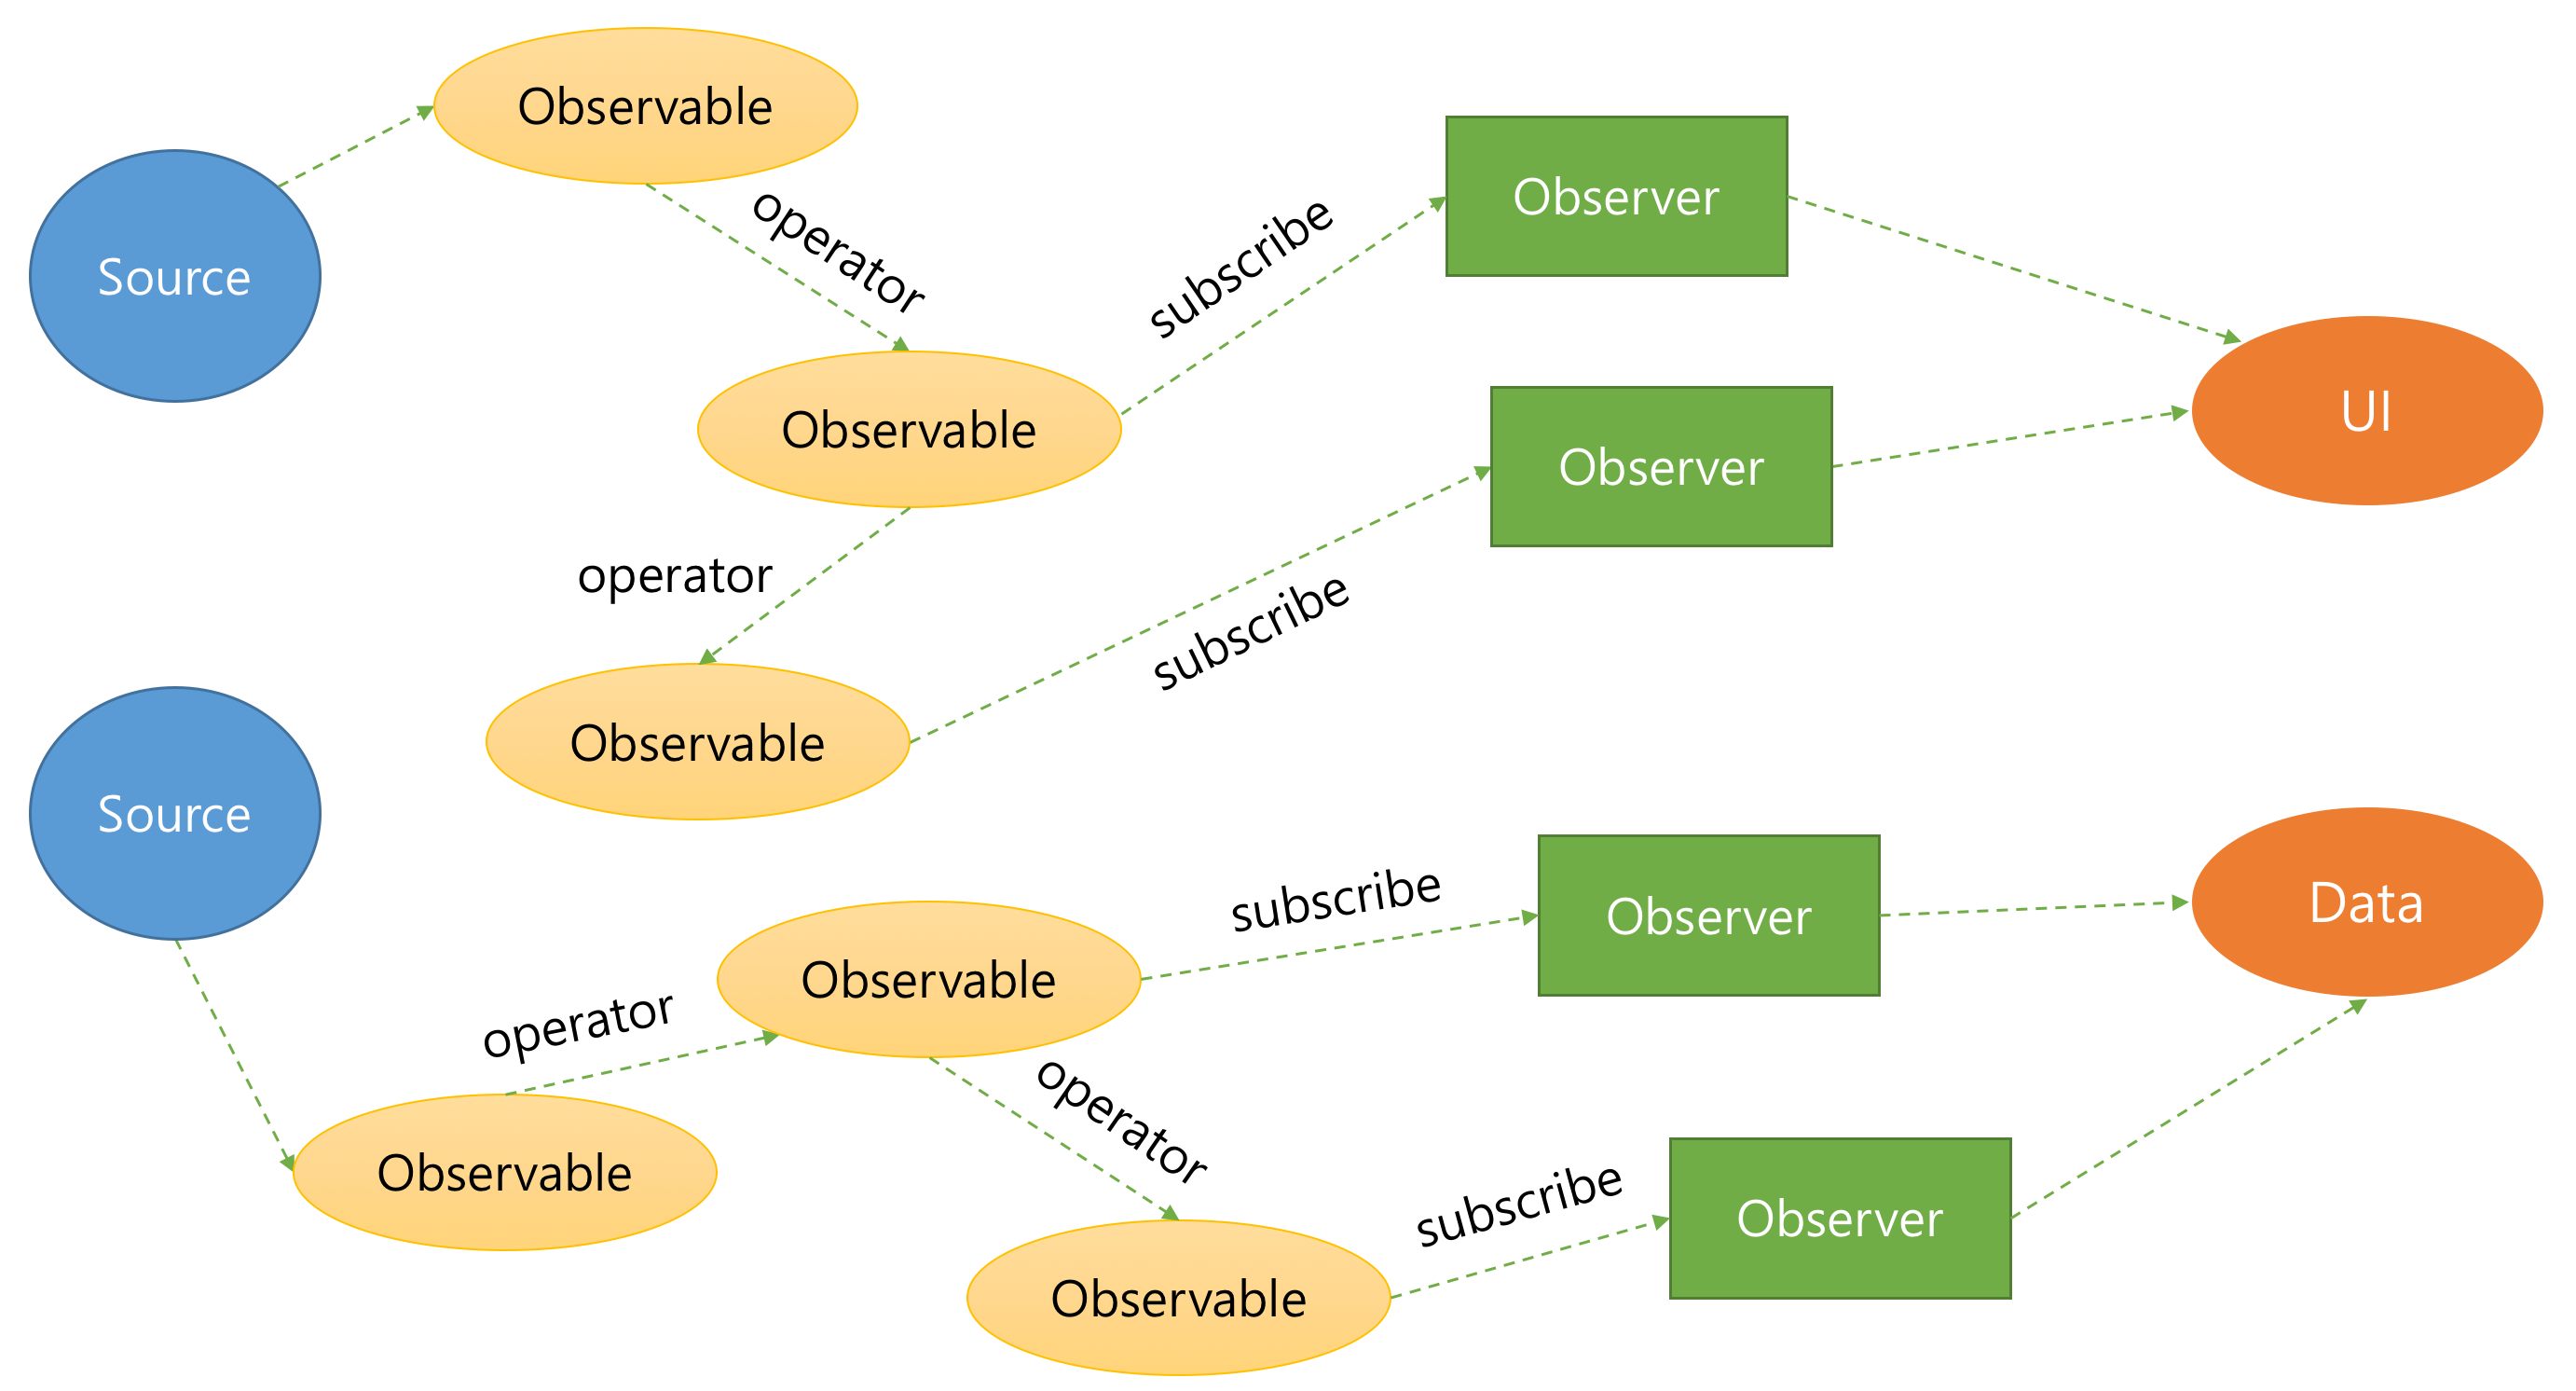 Observable
Source
operator
subscribe
Observer
UI
Observable
Observer
operator
subscribe
Observable
Source
Observable
operator
subscribe
Observer
Data
Observable
operator
subscribe
Observer
Observable